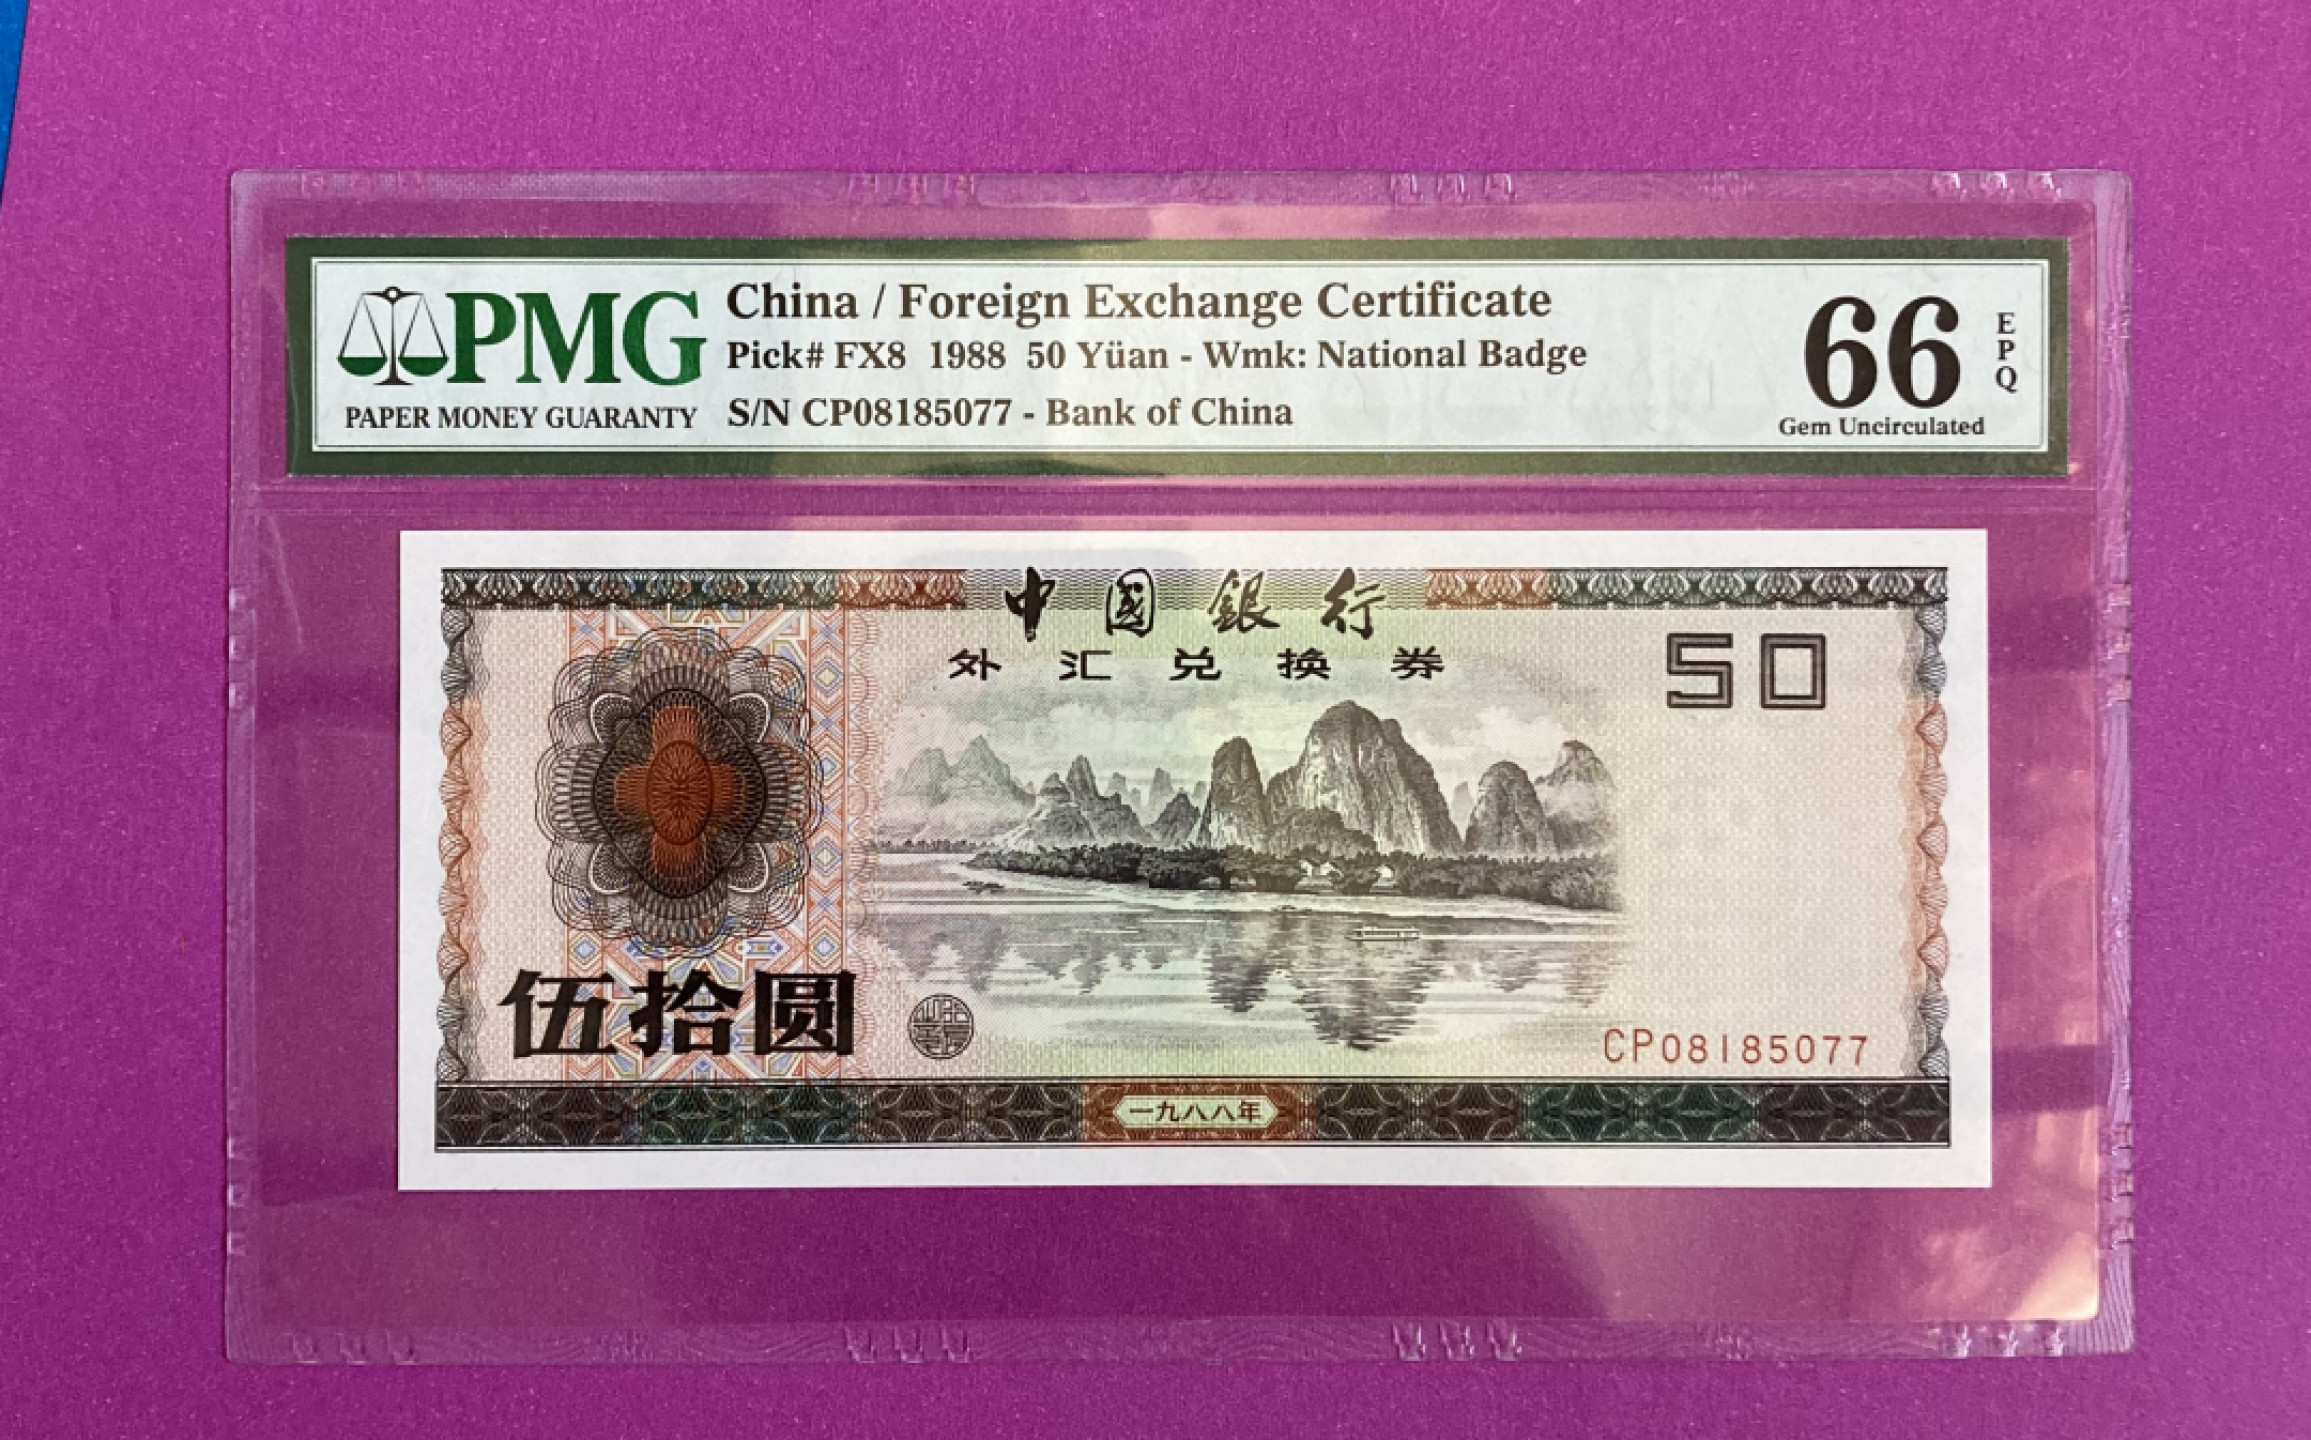 PMG
PAPER MONEY GUARANTY
China / Foreign Exchange Certificate
Pick# FX8 1988 50 Yüan - Wmk: National Badge
S/N CP08185077 - Bank of China
66
EPQ
Gem Uncirculated
中國銀行
外汇兑换券
50
伍拾圆
CP08185077
一九八八年